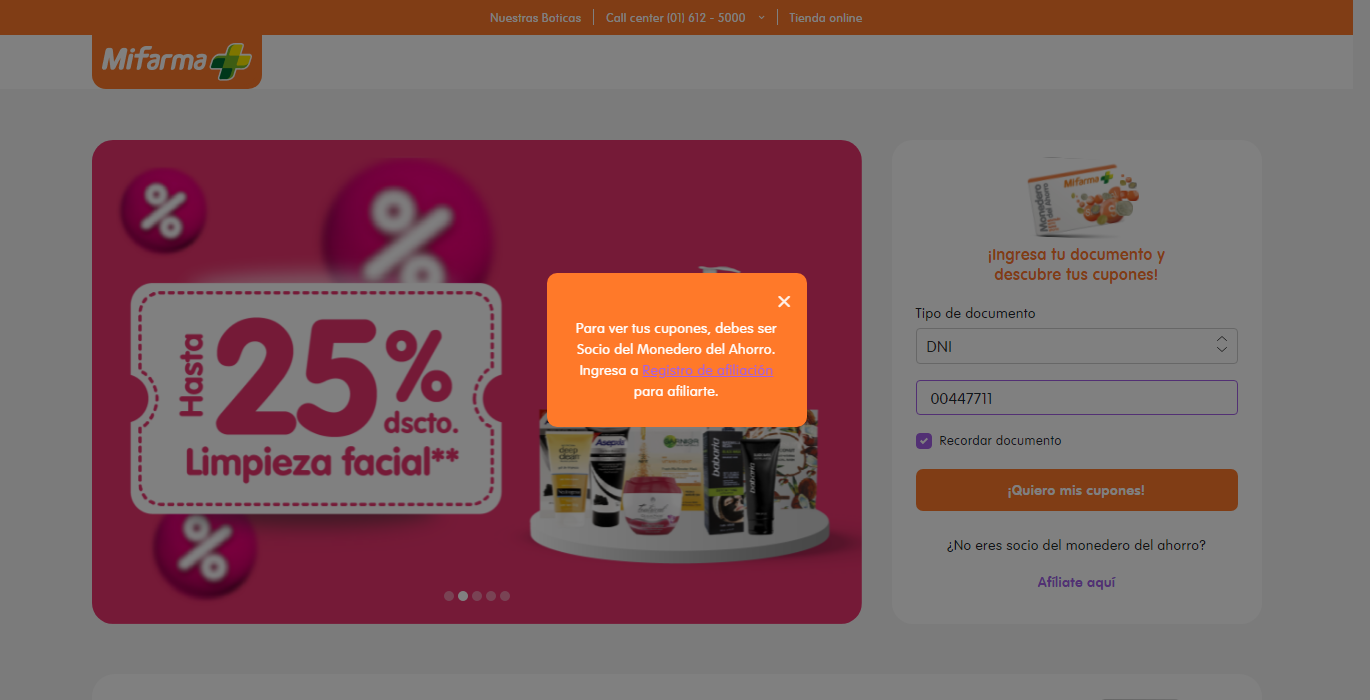 Nuestras Boticas
Call center (01) 612 - 5000
Tienda online
Mifarma
%
%
Hasta
25%
dscto.
Limpieza facial**
%
deep clean
Neutrogena
Asepxia
GARNIER
babaria
babaria
Para ver tus cupones, debes ser
Socio del Monedero del Ahorro.
Ingresa a Registro de afiliación
para afiliarte.
Mifarma
Monedero
del Ahorro
¡Ingresa tu documento y
descubre tus cupones!
Tipo de documento
DNI
00447711
Recordar documento
¡Quiero mis cupones!
¿No eres socio del monedero del ahorro?
Afíliate aquí